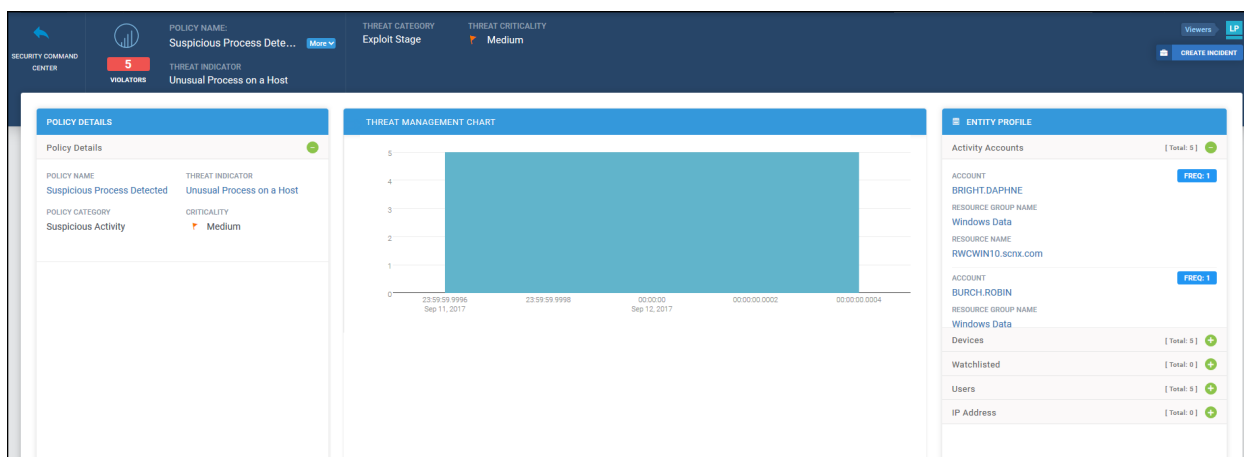 SECURITY COMMAND
CENTER
5
VIOLATORS
POLICY NAME:
Suspicious Process Dete... More
THREAT INDICATOR
Unusual Process on a Host
THREAT CATEGORY
Exploit Stage
THREAT CRITICALITY
Medium
Viewers LP
CREATE INCIDENT
POLICY DETAILS
Policy Details
POLICY NAME THREAT INDICATOR
Suspicious Process Detected Unusual Process on a Host
POLICY CATEGORY CRITICALITY
Suspicious Activity Medium
THREAT MANAGEMENT CHART
5
4
3
2
1
0
23:59:59.9996 23:59:59.9998 00:00:00 00:00:00.0002 00:00:00.0004
Sep 11, 2017 Sep 12, 2017
ENTITY PROFILE
Activity Accounts [ Total: 5 ]
ACCOUNT FREQ: 1
BRIGHT.DAPHNE
RESOURCE GROUP NAME
Windows Data
RESOURCE NAME
RWCWIN10.scnx.com
ACCOUNT FREQ: 1
BURCH.ROBIN
RESOURCE GROUP NAME
Windows Data
Devices [ Total: 5 ]
Watchlisted [ Total: 0 ]
Users [ Total: 5 ]
IP Address [ Total: 0 ]